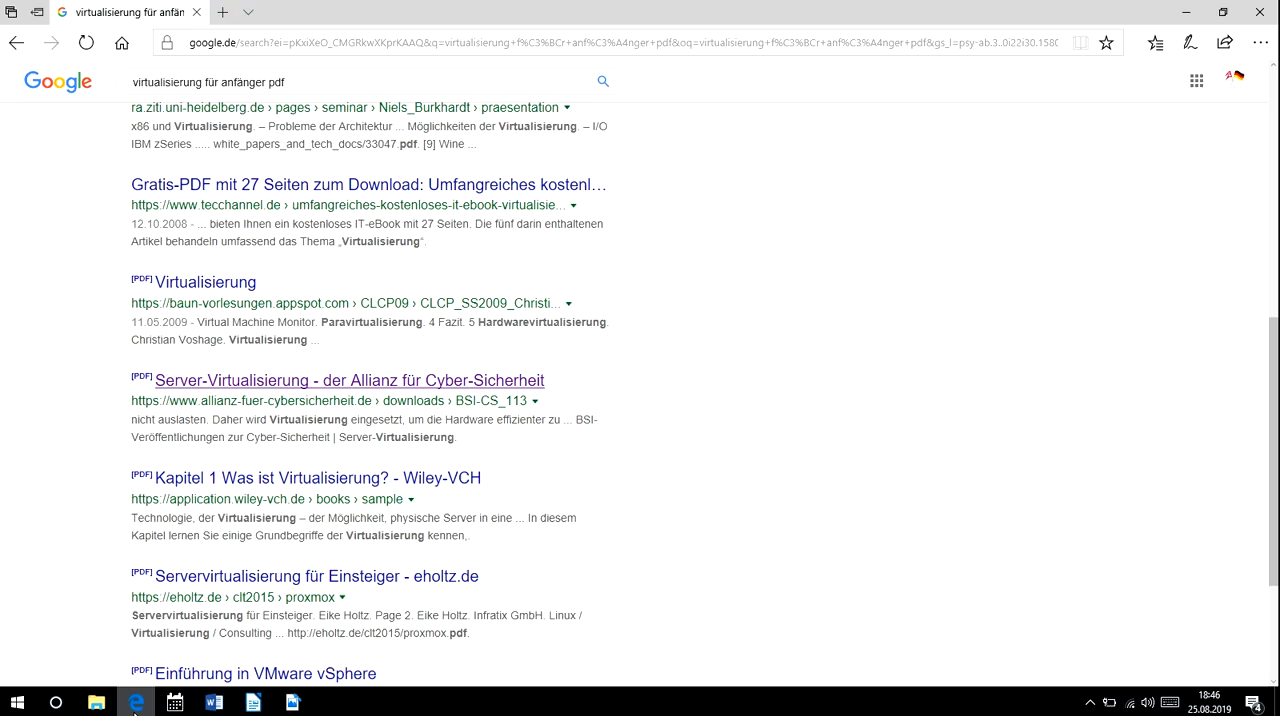 virtualisierung für anfän
google.de/search?ei=pKxiXeO_CMGRkwXKprKAAQ&q=virtualisierung+f%C3%BCr+anf%C3%A4nger+pdf&oq=virtualisierung+f%C3%BCr+anf%C3%A4nger+pdf&gs_l=psy-ab.3..0i22i30.1580
Google
virtualisierung für anfänger pdf
ra.ziti.uni-heidelberg.de › pages › seminar › Niels_Burkhardt › praesentation
x86 und Virtualisierung. – Probleme der Architektur ... Möglichkeiten der Virtualisierung. – I/O
IBM zSeries ..... white_papers_and_tech_docs/33047.pdf. [9] Wine ...
Gratis-PDF mit 27 Seiten zum Download: Umfangreiches kostenl...
https://www.tecchannel.de › umfangreiches-kostenloses-it-ebook-virtualisie...
12.10.2008 - ... bieten Ihnen ein kostenloses IT-eBook mit 27 Seiten. Die fünf darin enthaltenen
Artikel behandeln umfassend das Thema „Virtualisierung“.
[PDF] Virtualisierung
https://baun-vorlesungen.appspot.com › CLCP09 › CLCP_SS2009_Christi...
11.05.2009 - Virtual Machine Monitor. Paravirtualisierung. 4 Fazit. 5 Hardwarevirtualisierung.
Christian Voshage. Virtualisierung ...
[PDF] Server-Virtualisierung - der Allianz für Cyber-Sicherheit
https://www.allianz-fuer-cybersicherheit.de › downloads › BSI-CS_113
nicht auslasten. Daher wird Virtualisierung eingesetzt, um die Hardware effizienter zu ... BSI-
Veröffentlichungen zur Cyber-Sicherheit | Server-Virtualisierung.
[PDF] Kapitel 1 Was ist Virtualisierung? - Wiley-VCH
https://application.wiley-vch.de › books › sample
Technologie, der Virtualisierung – der Möglichkeit, physische Server in eine ... In diesem
Kapitel lernen Sie einige Grundbegriffe der Virtualisierung kennen,.
[PDF] Servervirtualisierung für Einsteiger - eholtz.de
https://eholtz.de › clt2015 › proxmox
Servervirtualisierung für Einsteiger. Eike Holtz. Page 2. Eike Holtz. Infratix GmbH. Linux /
Virtualisierung / Consulting ... http://eholtz.de/clt2015/proxmox.pdf.
[PDF] Einführung in VMware vSphere
18:46
25.08.2019
4